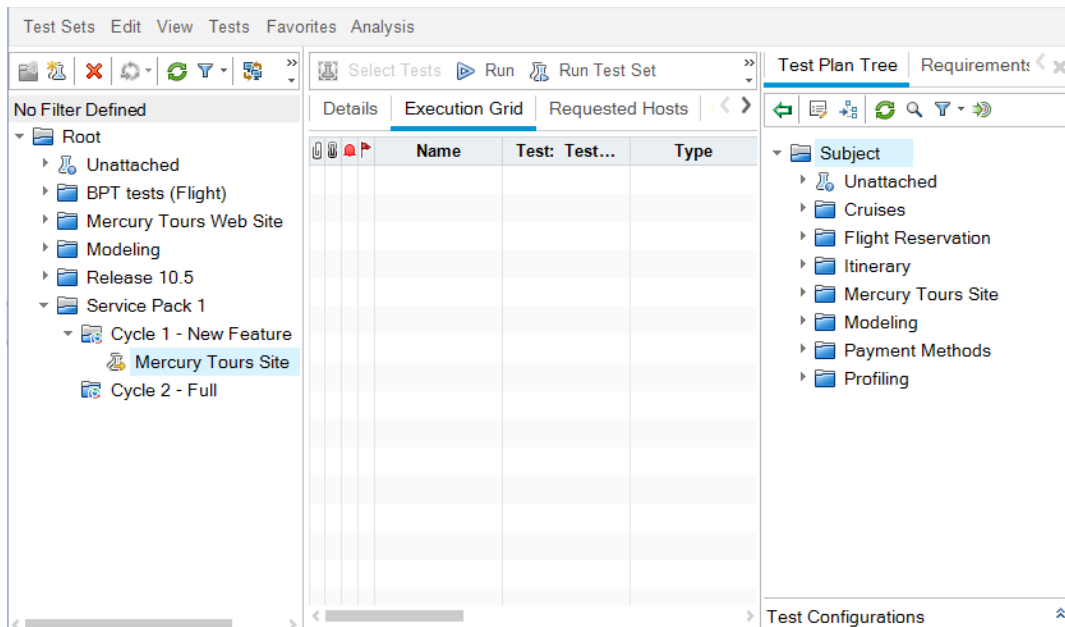 Test Sets Edit View Tests Favorites Analysis
Select Tests Run Run Test Set
Test Plan Tree Requirements
No Filter Defined
Details Execution Grid Requested Hosts
Root
Unattached
BPT tests (Flight)
Mercury Tours Web Site
Modeling
Release 10.5
Service Pack 1
Cycle 1 - New Feature
Mercury Tours Site
Cycle 2 - Full
Name Test: Test... Type
Subject
Unattached
Cruises
Flight Reservation
Itinerary
Mercury Tours Site
Modeling
Payment Methods
Profiling
Test Configurations